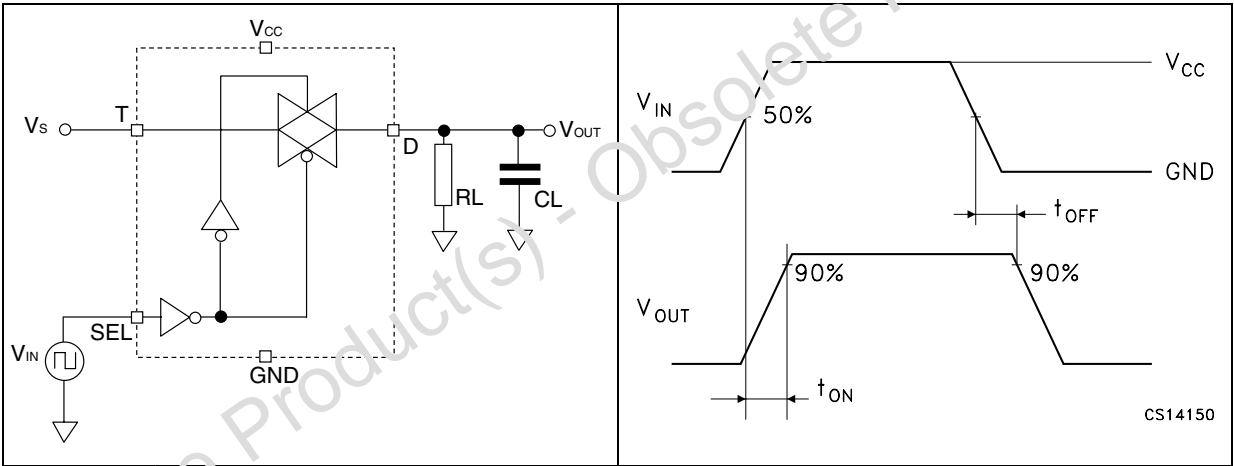 VCC
T
VS
VOUT
D
RL
CL
SEL
VIN
GND
VIN
50%
VCC
GND
tOFF
90%
90%
VOUT
tON
CS14150
Product(s) - Obsolete